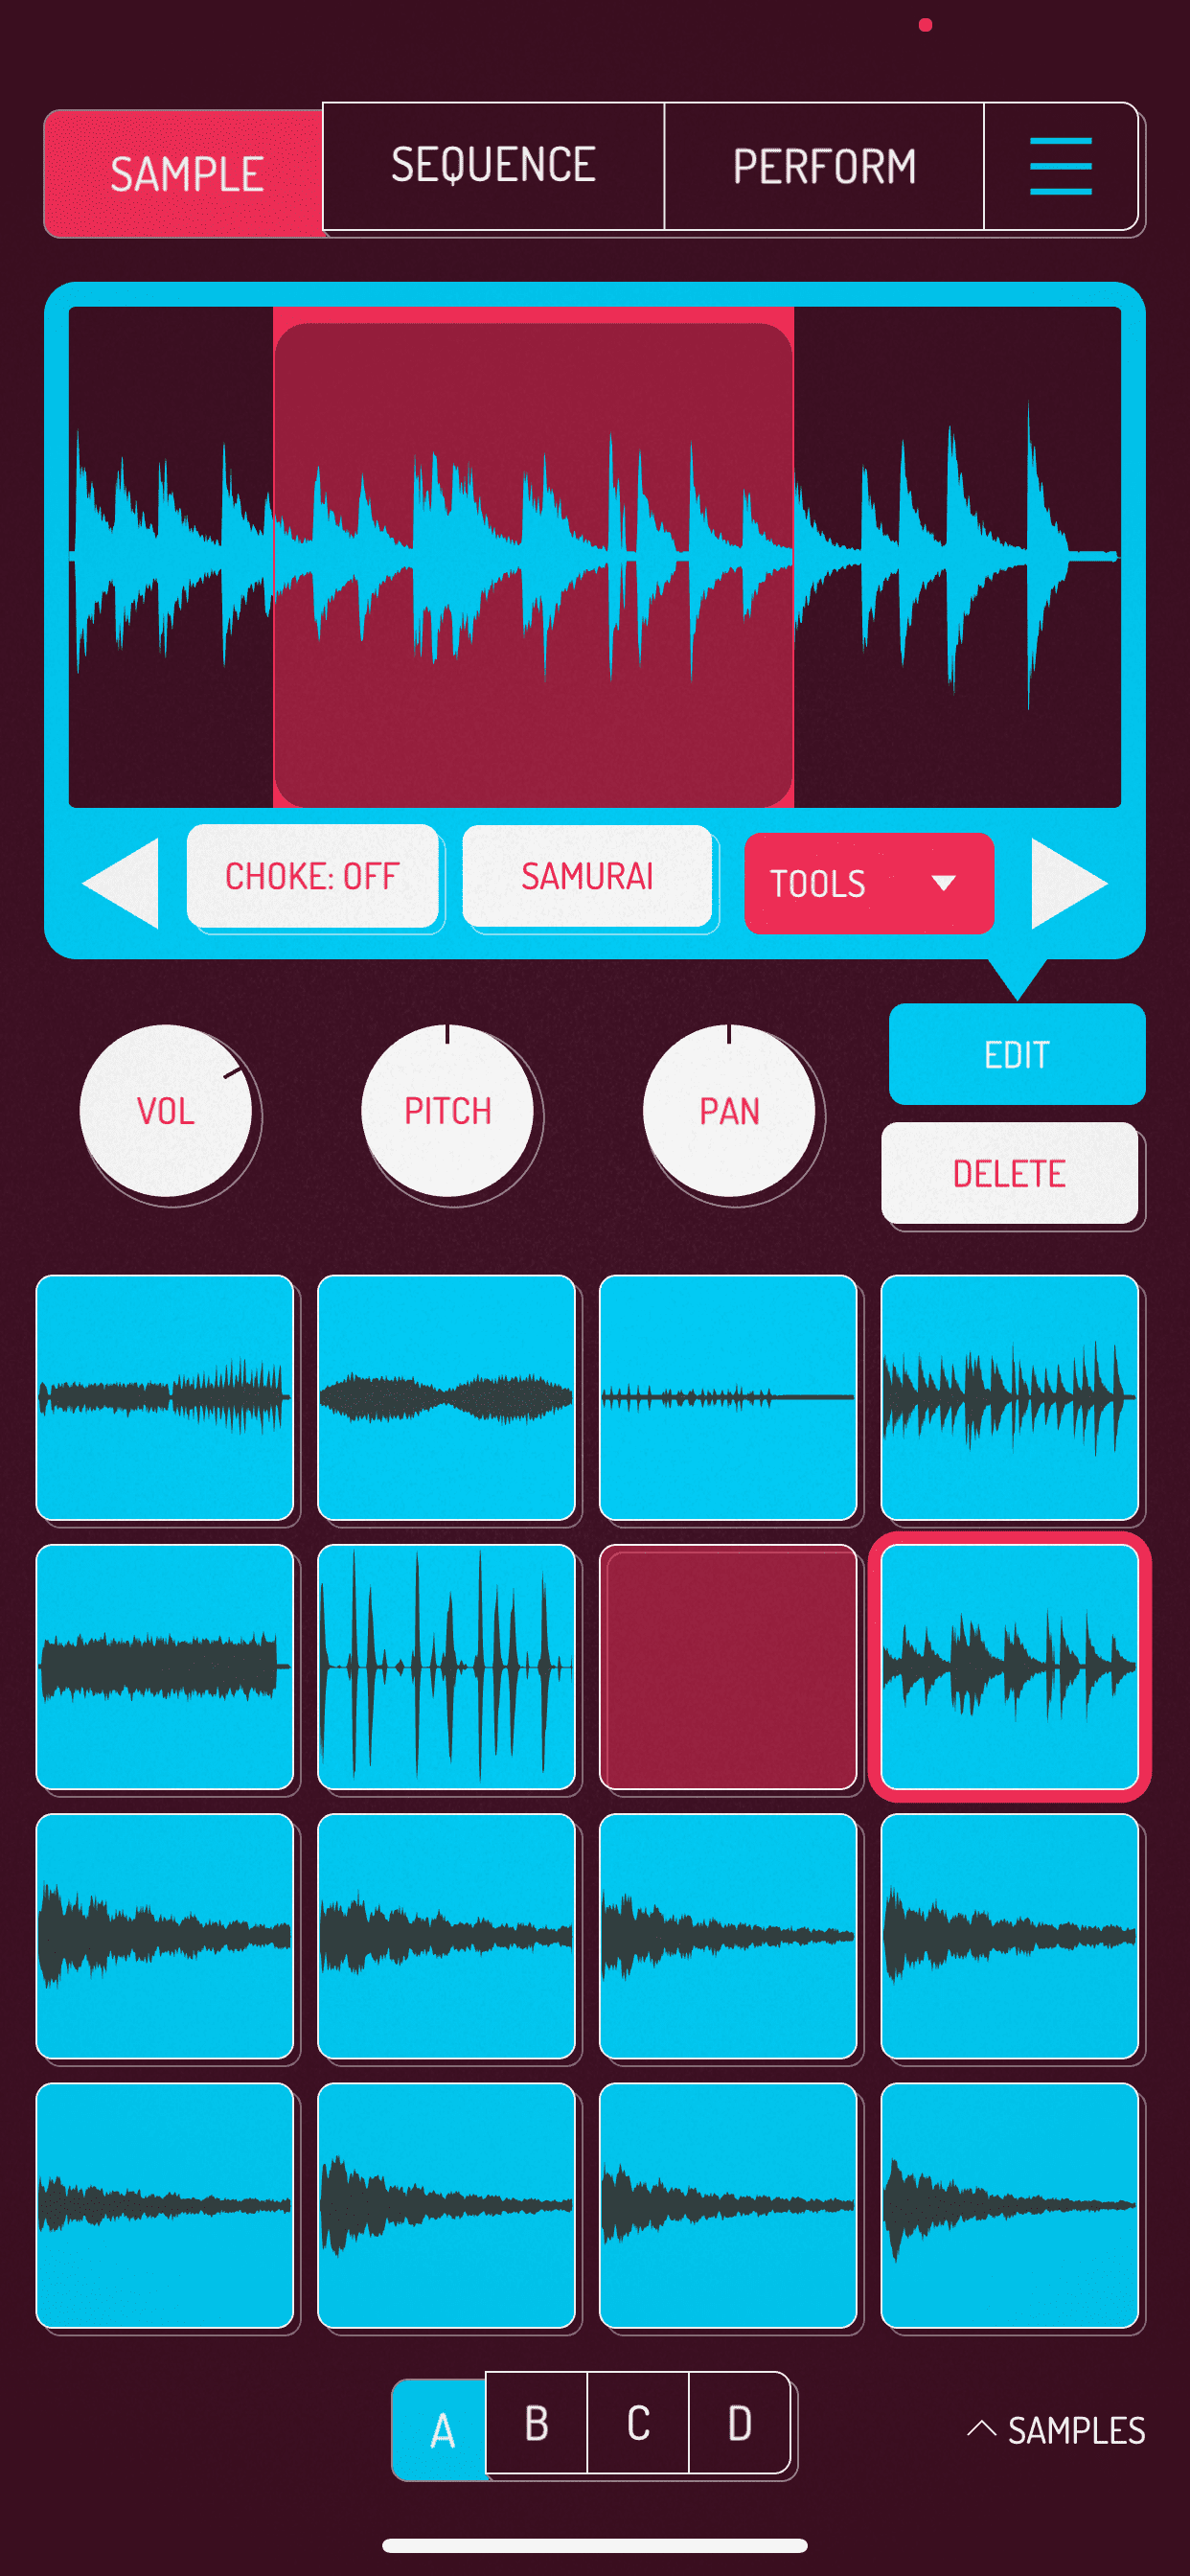 SAMPLE
SEQUENCE
PERFORM
CHOKE: OFF
SAMURAI
TOOLS
VOL
PITCH
PAN
EDIT
DELETE
A
B
C
D
SAMPLES